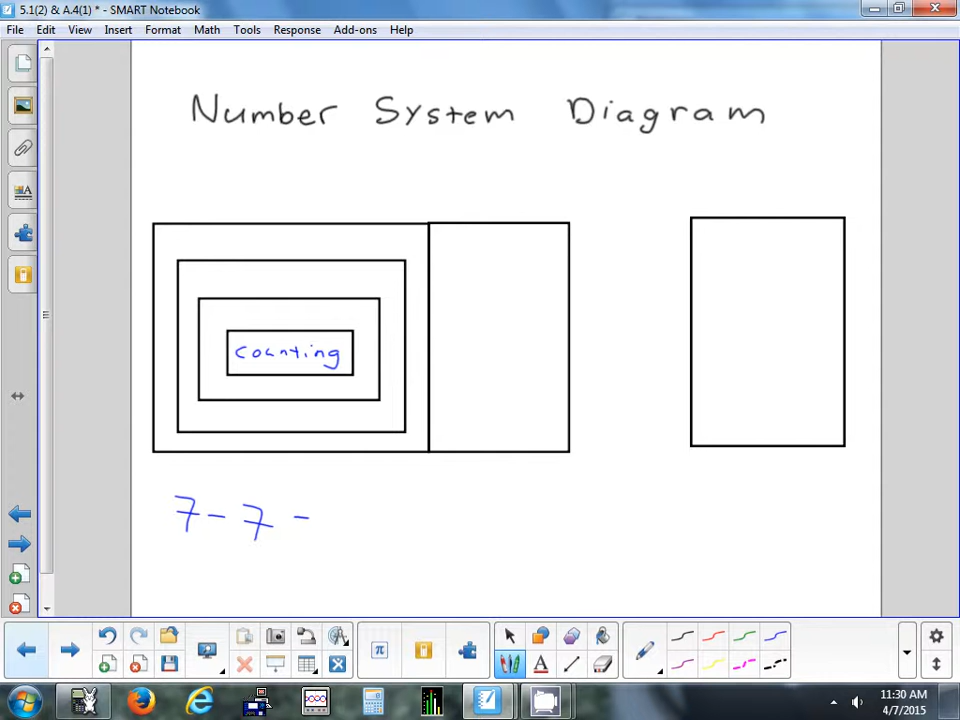 5.1(2) & A.4(1) * - SMART Notebook
File Edit View Insert Format Math Tools Response Add-ons Help
Number System Diagram
counting
7 - 7 -
11:30 AM
4/7/2015